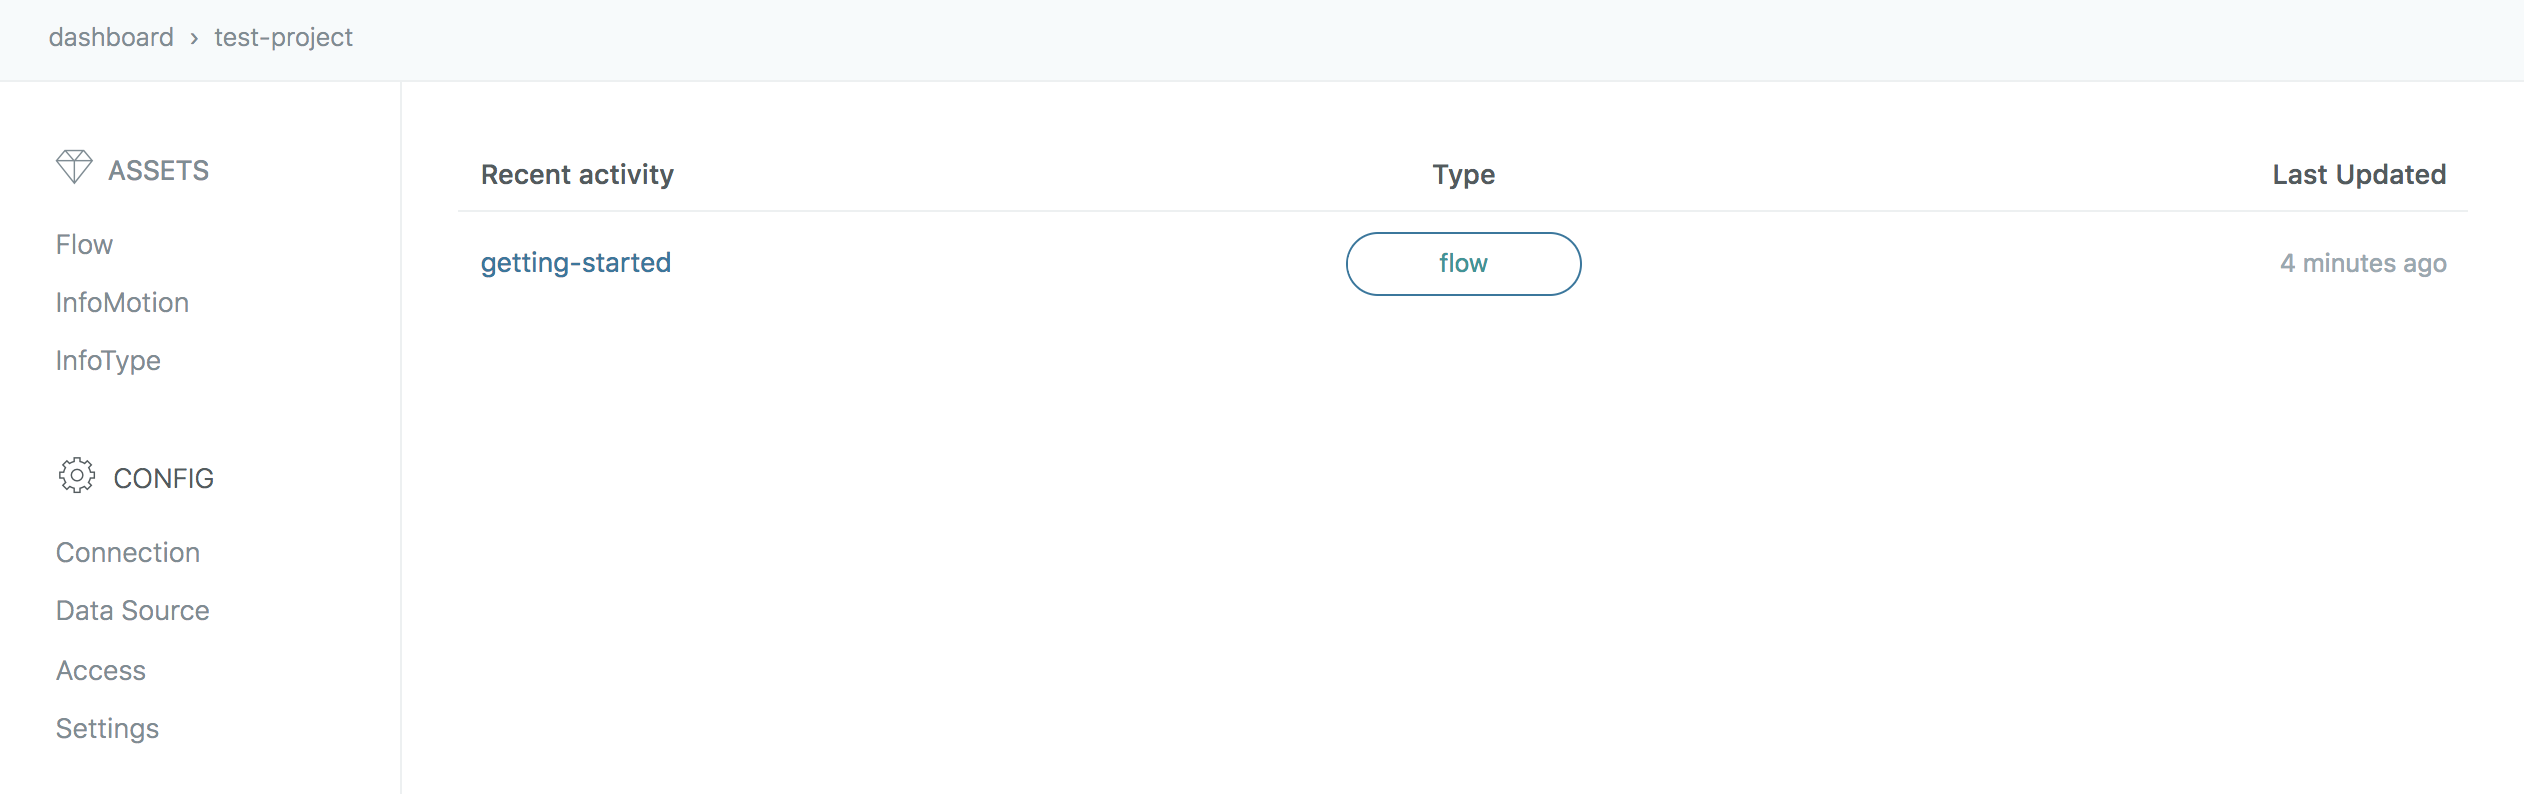 dashboard › test-project
ASSETS
Flow
InfoMotion
InfoType
CONFIG
Connection
Data Source
Access
Settings
Recent activity Type Last Updated
getting-started flow 4 minutes ago